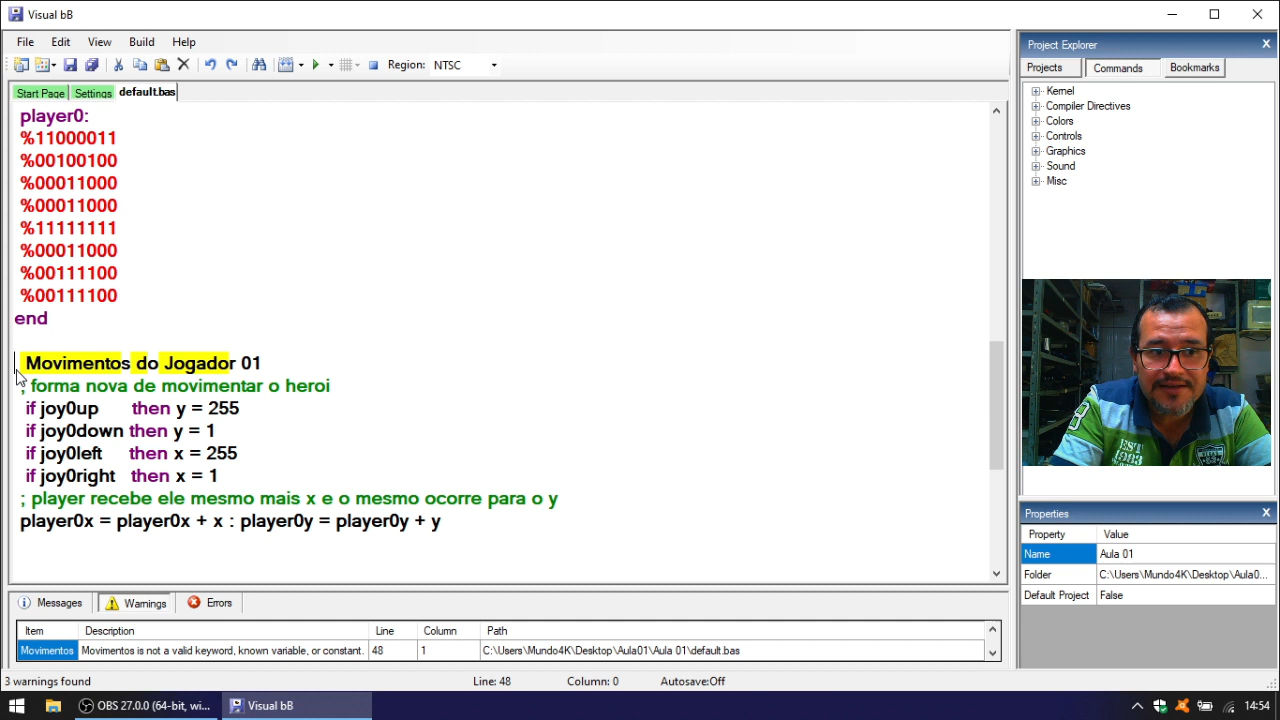 Visual bB
File Edit View Build Help
Region: NTSC
Start Page Settings default.bas
player0:
%11000011
%00100100
%00011000
%00011000
%11111111
%00011000
%00111100
%00111100
end
Movimentos do Jogador 01
; forma nova de movimentar o heroi
if joy0up then y = 255
if joy0down then y = 1
if joy0left then x = 255
if joy0right then x = 1
; player recebe ele mesmo mais x e o mesmo ocorre para o y
player0x = player0x + x : player0y = player0y + y
Messages Warnings Errors
Item Description Line Column Path
Movimentos Movimentos is not a valid keyword, known variable, or constant. 48 1 C:\Users\Mundo4K\Desktop\Aula01\Aula 01\default.bas
3 warnings found Line: 48 Column: 0 Autosave:Off
Project Explorer
Projects Commands Bookmarks
Kernel
Compiler Directives
Colors
Controls
Graphics
Sound
Misc
EST
1993
Properties
Property Value
Name Aula 01
Folder C:\Users\Mundo4K\Desktop\Aula0...
Default Project False
OBS 27.0.0 (64-bit, wi... Visual bB 14:54